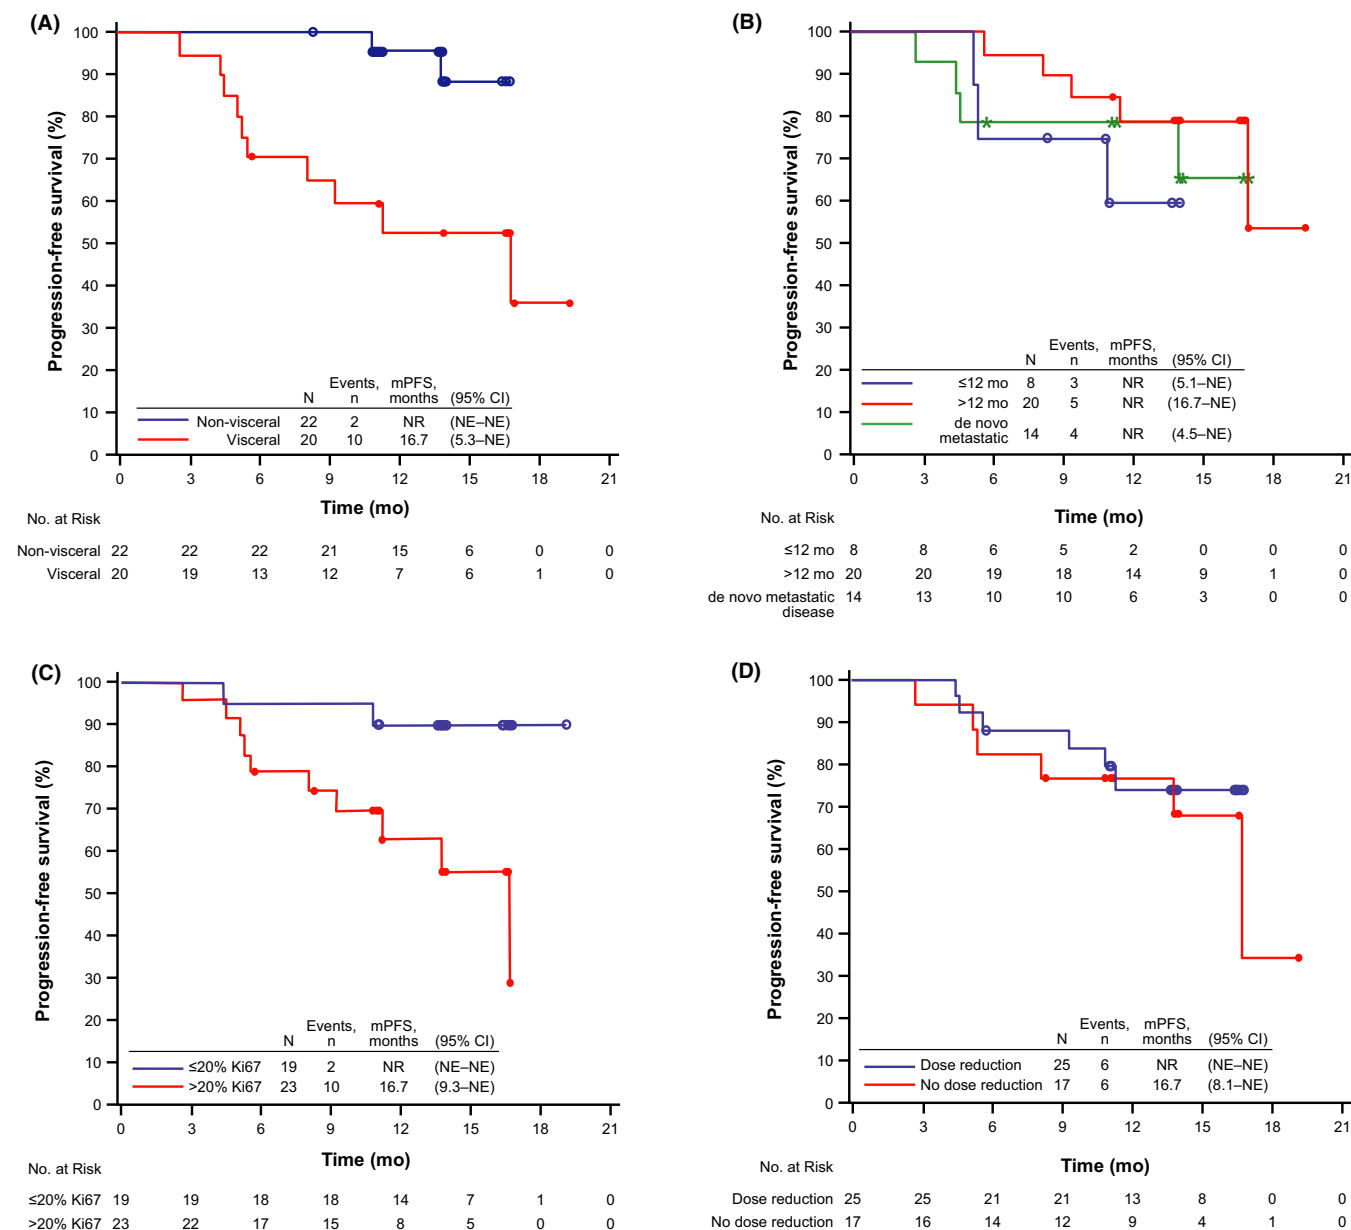 (A)
Progression-free survival (%)
100
90
80
70
60
50
40
30
20
10
0
Events, mPFS,
N n months (95% CI)
Non-visceral 22 2 NR (NE–NE)
Visceral 20 10 16.7 (5.3–NE)
0 3 6 9 12 15 18 21
Time (mo)
No. at Risk
Non-visceral 22 22 22 21 15 6 0 0
Visceral 20 19 13 12 7 6 1 0
(B)
Progression-free survival (%)
100
90
80
70
60
50
40
30
20
10
0
Events, mPFS,
N n months (95% CI)
≤12 mo 8 3 NR (5.1–NE)
>12 mo 20 5 NR (16.7–NE)
de novo
metastatic 14 4 NR (4.5–NE)
0 3 6 9 12 15 18 21
Time (mo)
No. at Risk
≤12 mo 8 8 6 5 2 0 0 0
>12 mo 20 20 19 18 14 9 1 0
de novo metastatic 14 13 10 10 6 3 0 0
disease
(C)
Progression-free survival (%)
100
90
80
70
60
50
40
30
20
10
0
Events, mPFS,
N n months (95% CI)
≤20% Ki67 19 2 NR (NE–NE)
>20% Ki67 23 10 16.7 (9.3–NE)
0 3 6 9 12 15 18 21
Time (mo)
No. at Risk
≤20% Ki67 19 19 18 18 14 7 1 0
>20% Ki67 23 22 17 15 8 5 0 0
(D)
Progression-free survival (%)
100
90
80
70
60
50
40
30
20
10
0
Events, mPFS,
N n months (95% CI)
Dose reduction 25 6 NR (NE–NE)
No dose reduction 17 6 16.7 (8.1–NE)
0 3 6 9 12 15 18 21
Time (mo)
No. at Risk
Dose reduction 25 25 21 21 13 8 0 0
No dose reduction 17 16 14 12 9 4 1 0